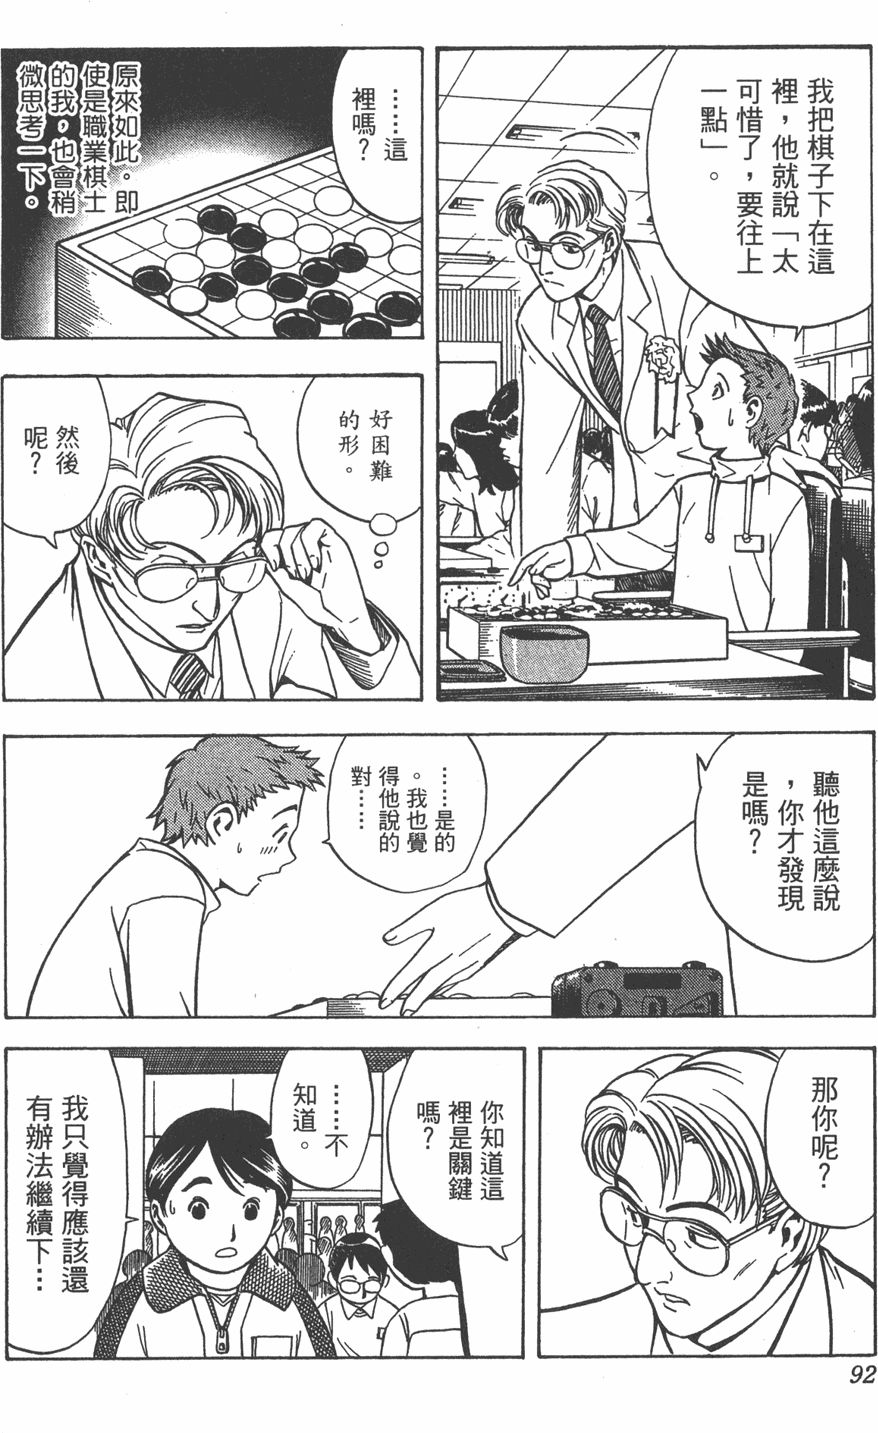 我把棋子下在這
裡，他就說「太
可惜了，要往上
一點」。
……這
裡嗎？
原來如此。即
使是職業棋士
的我，也會稍
微思考一下。
好困難
的形。
然後
呢？
聽他這麼說
，你才發現
是嗎？
……是的
。我也覺
得他說的
對……
那你呢？
你知道這
裡是關鍵
嗎？
……不
知道。
我只覺得應該還
有辦法繼續下…
92